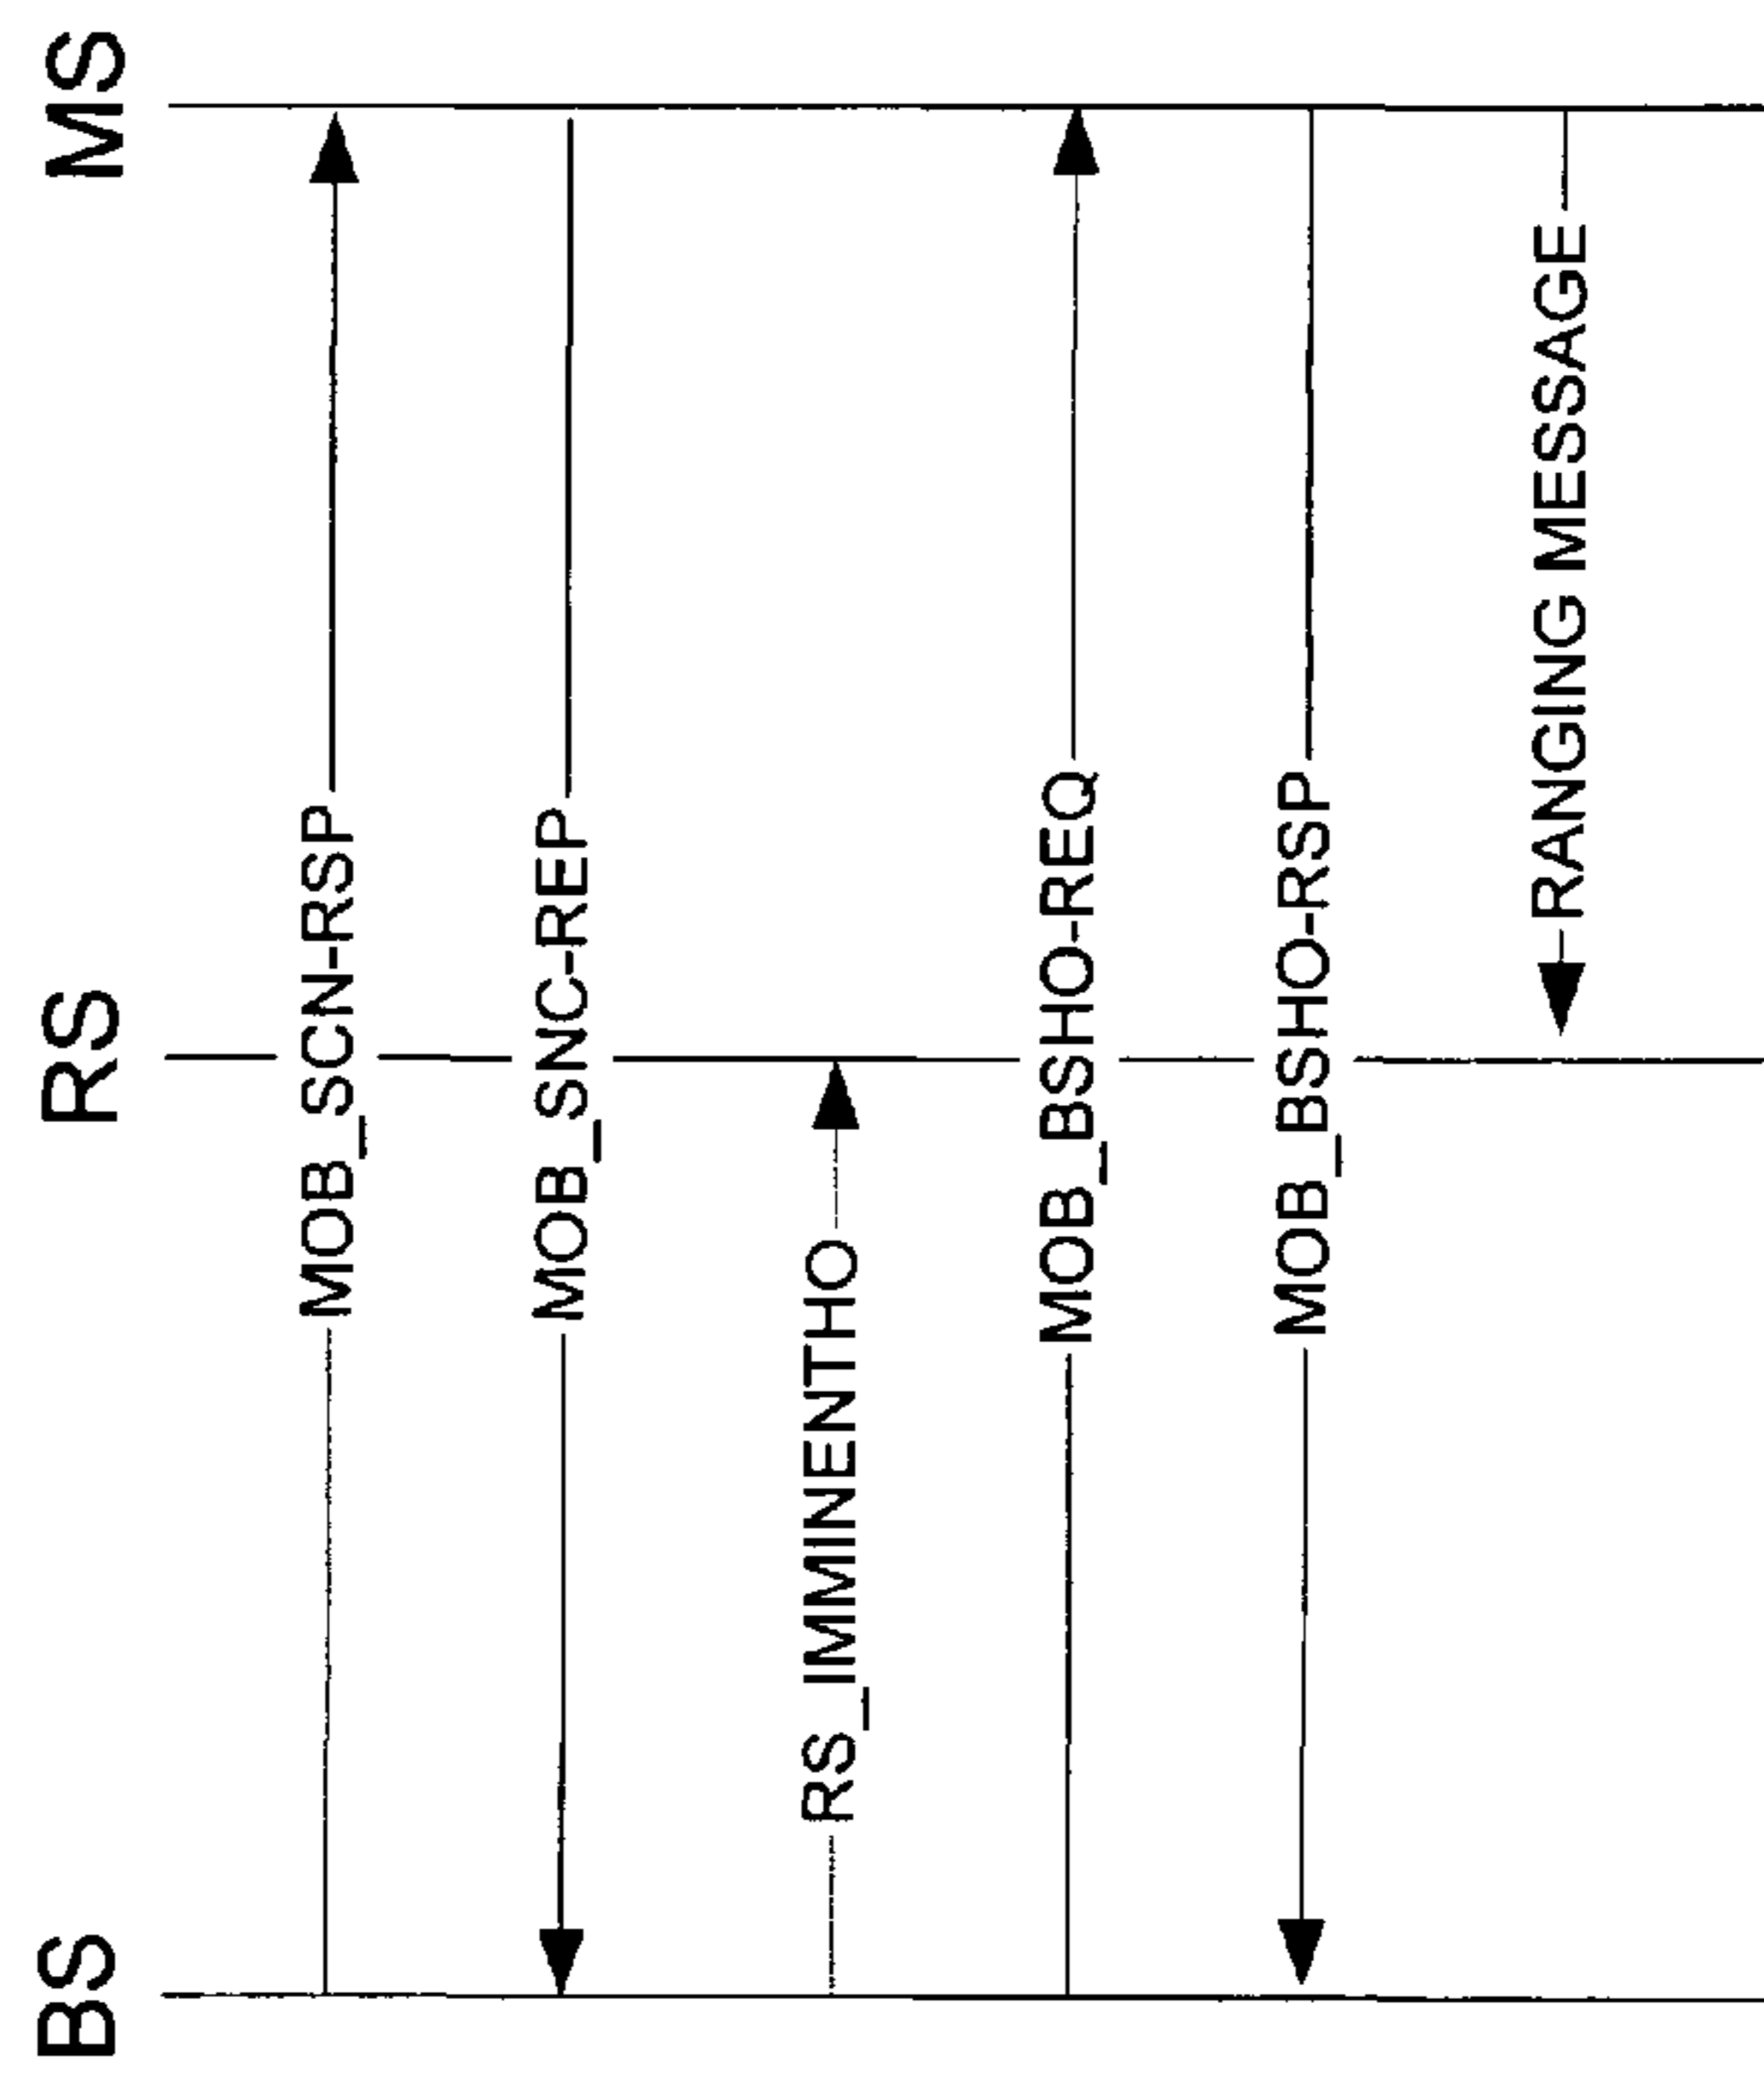 BS
RS
MS
MOB_SCN-RSP
MOB_SNC-REP
RS_IMMINENTHO
MOB_BSHO-REQ
MOB_BSHO-RSP
RANGING MESSAGE